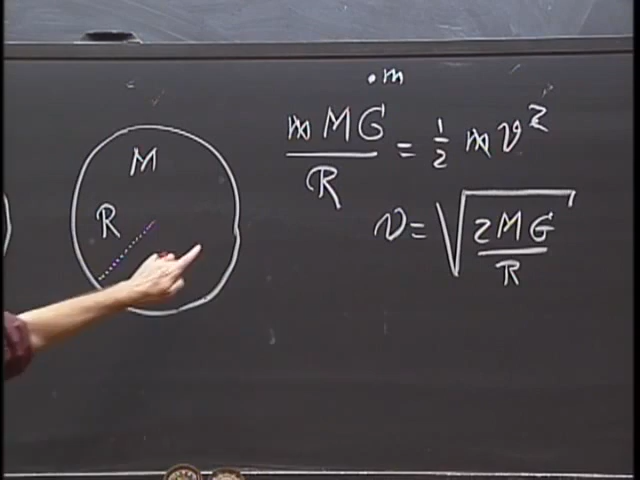 m
M
R
mMG/R = 1/2 mv²
v = √(2MG/R)